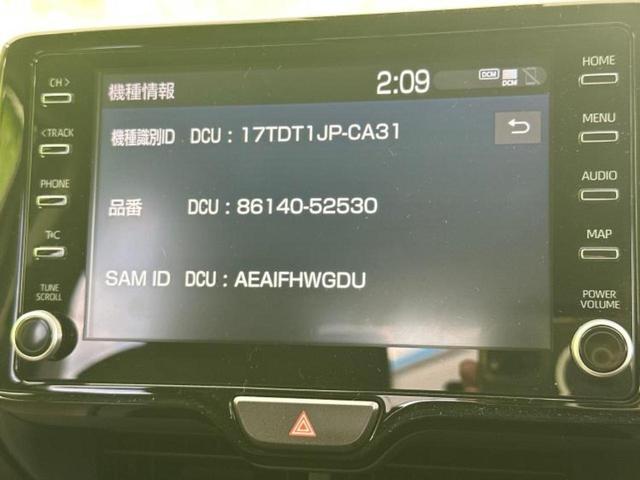 機種情報 2:09 DCM DCM
機種識別ID DCU : 17TDT1JP-CA31
品番 DCU : 86140-52530
SAM ID DCU : AEAIFHWGDU
CH >
< TRACK
PHONE
T*C
TUNE
SCROLL
HOME
MENU
AUDIO
MAP
POWER
VOLUME